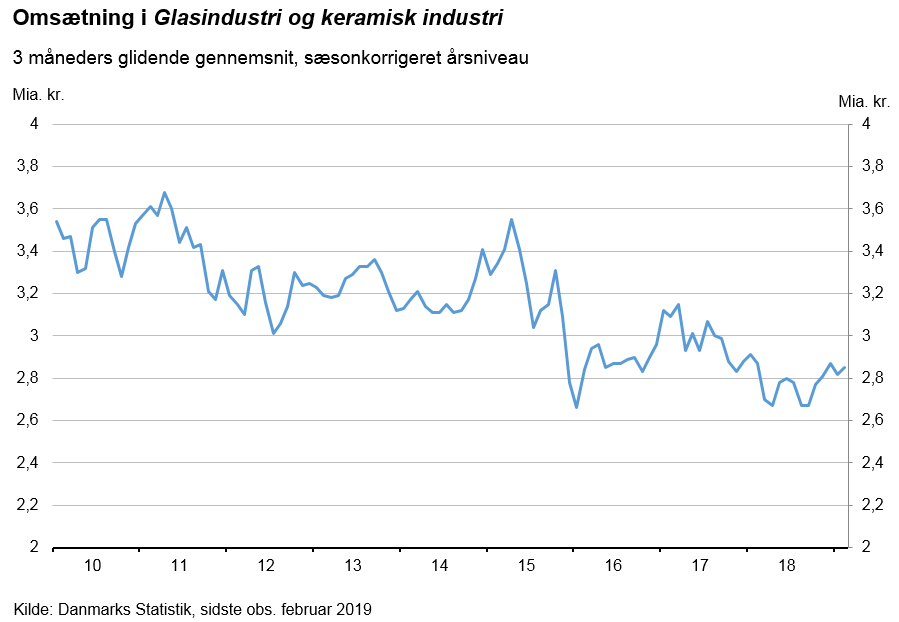 Omsætning i Glasindustri og keramisk industri
3 måneders glidende gennemsnit, sæsonkorrigeret årsniveau
Mia. kr.
Mia. kr.
4 4
3,8 3,8
3,6 3,6
3,4 3,4
3,2 3,2
3 3
2,8 2,8
2,6 2,6
2,4 2,4
2,2 2,2
2 2
10 11 12 13 14 15 16 17 18
Kilde: Danmarks Statistik, sidste obs. februar 2019